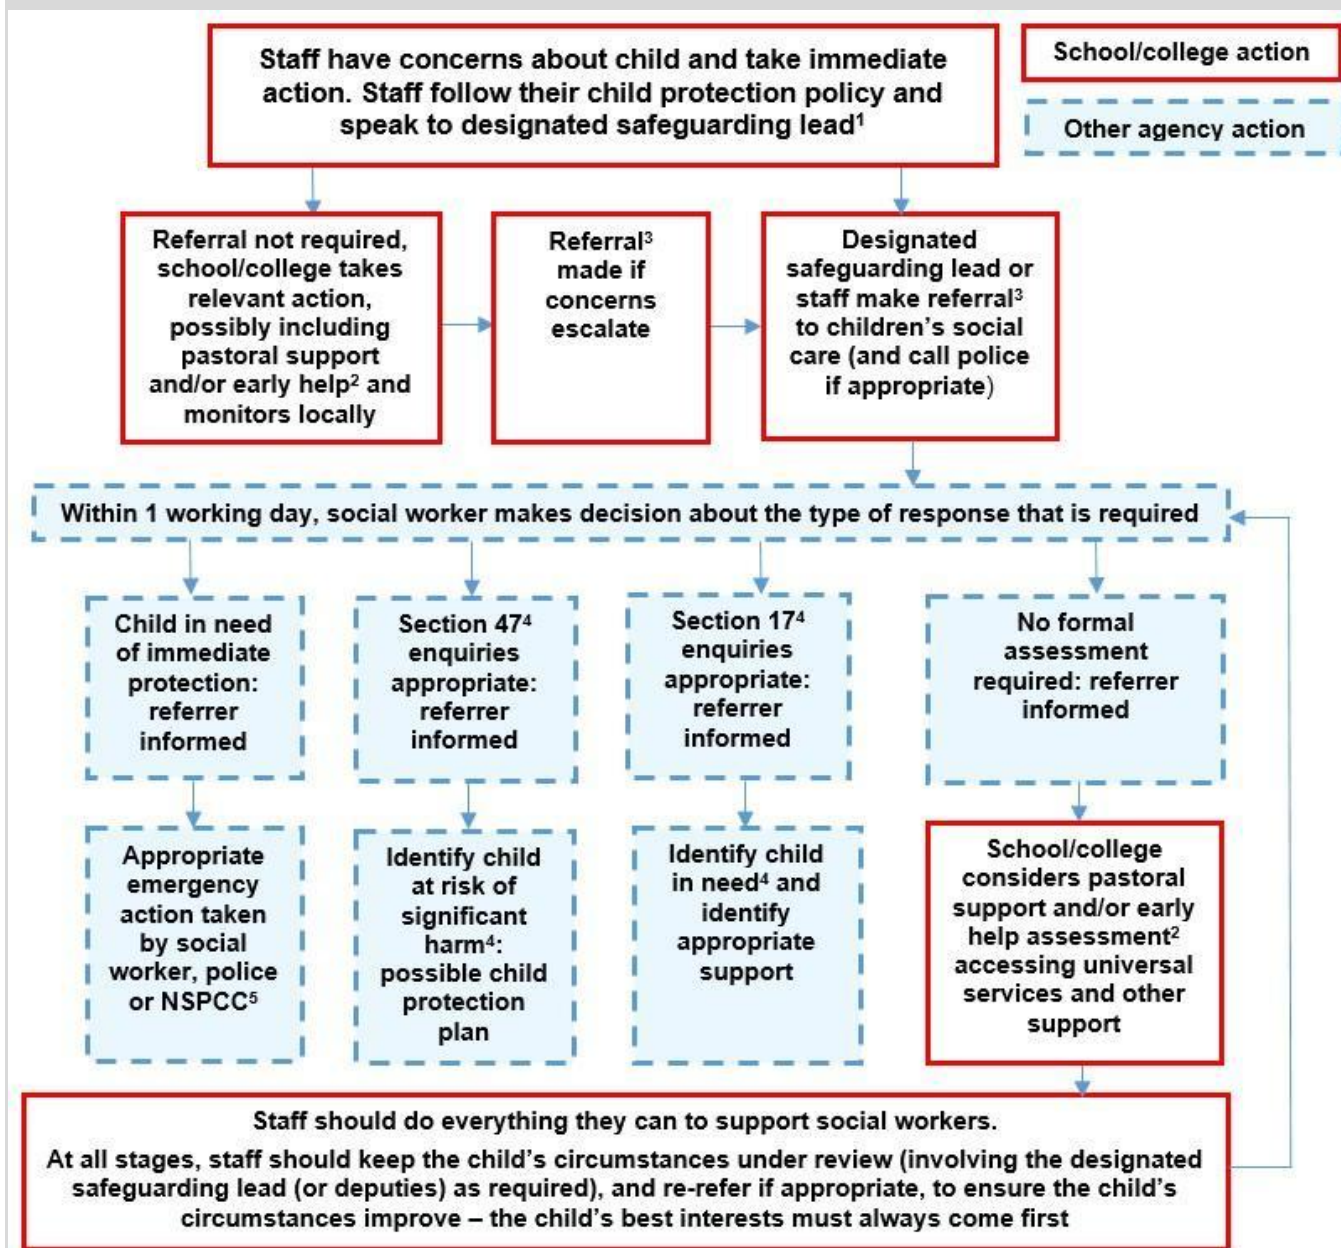 Staff have concerns about child and take immediate
action. Staff follow their child protection policy and
speak to designated safeguarding lead¹
School/college action
Other agency action
Referral not required,
school/college takes
relevant action,
possibly including
pastoral support
and/or early help² and
monitors locally
Referral³
made if
concerns
escalate
Designated
safeguarding lead or
staff make referral³
to children’s social
care (and call police
if appropriate)
Within 1 working day, social worker makes decision about the type of response that is required
Child in need
of immediate
protection:
referrer
informed
Section 47⁴
enquiries
appropriate:
referrer
informed
Section 17⁴
enquiries
appropriate:
referrer
informed
No formal
assessment
required: referrer
informed
Appropriate
emergency
action taken
by social
worker, police
or NSPCC⁵
Identify child
at risk of
significant
harm⁴:
possible child
protection
plan
Identify child
in need⁴ and
identify
appropriate
support
School/college
considers pastoral
support and/or early
help assessment²
accessing universal
services and other
support
Staff should do everything they can to support social workers.
At all stages, staff should keep the child’s circumstances under review (involving the designated
safeguarding lead (or deputies) as required), and re-refer if appropriate, to ensure the child’s
circumstances improve – the child’s best interests must always come first